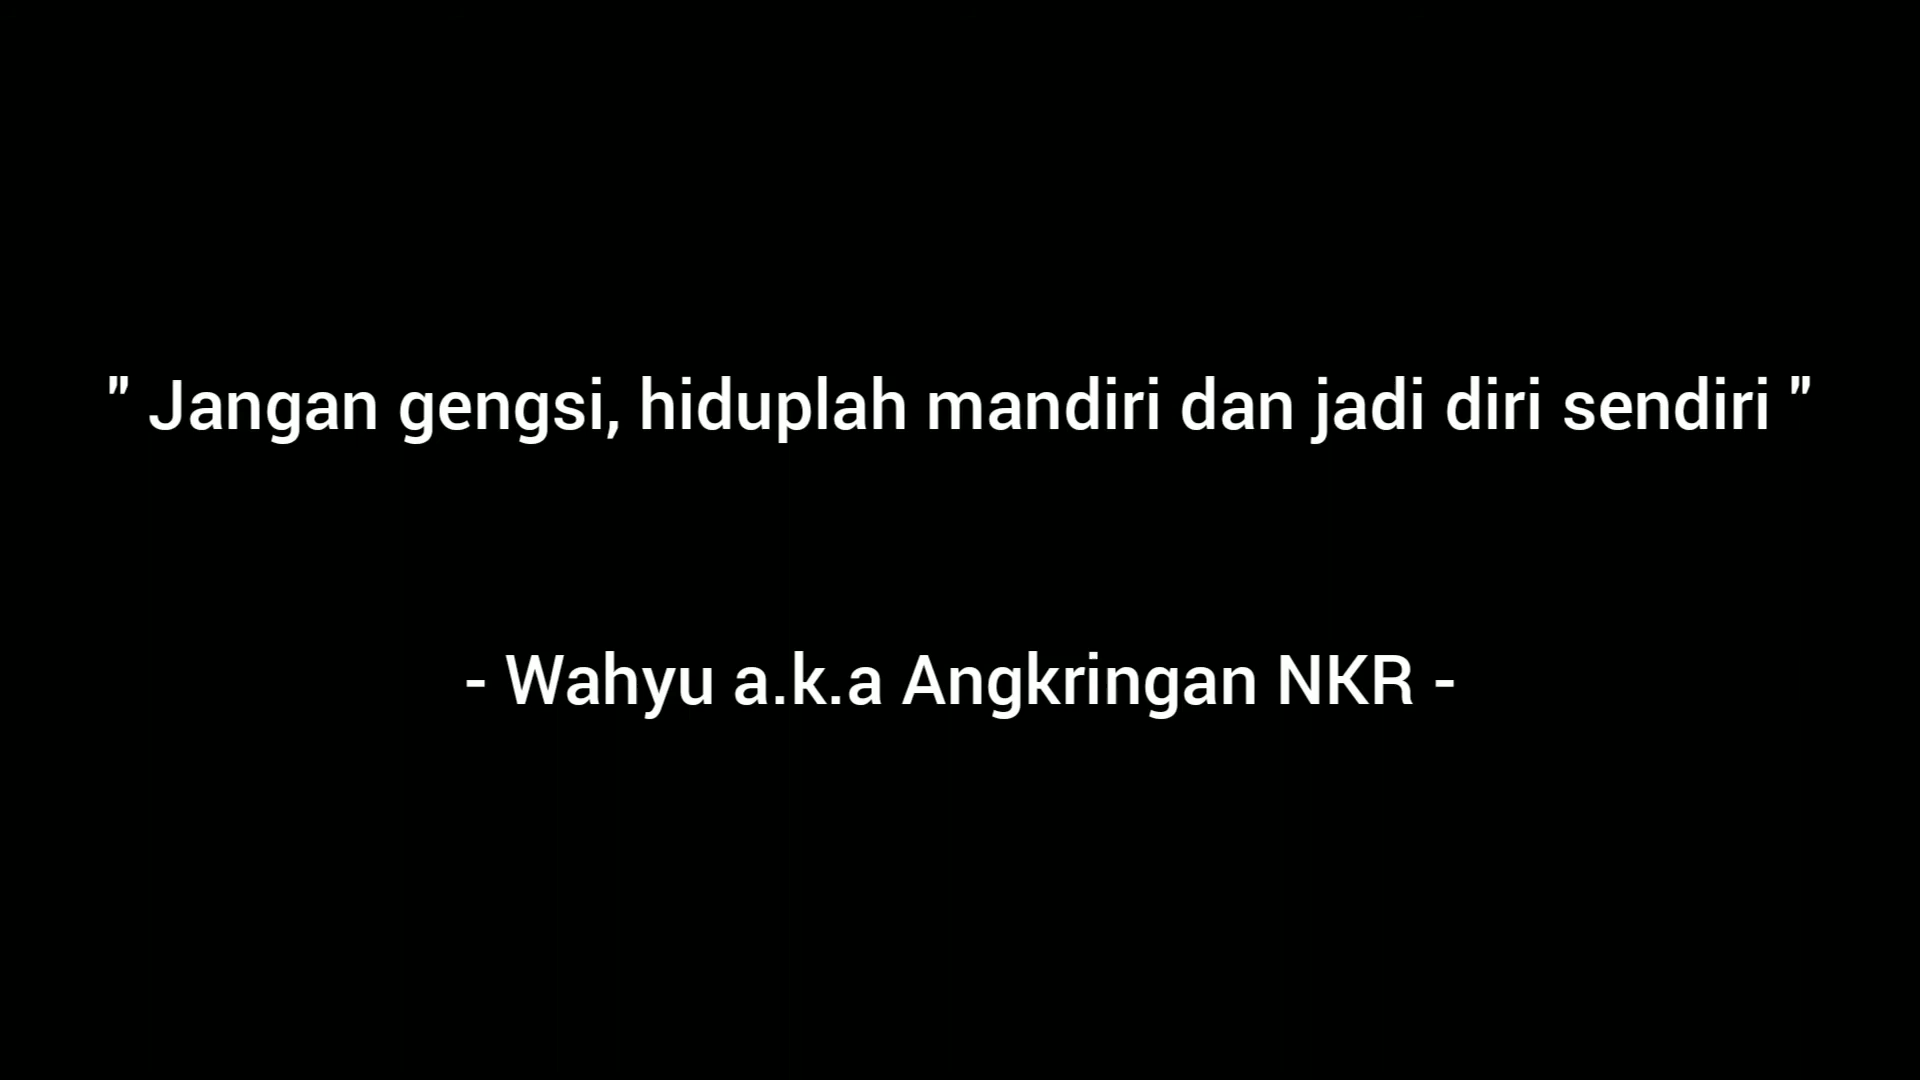 " Jangan gengsi, hiduplah mandiri dan jadi diri sendiri "
- Wahyu a.k.a Angkringan NKR -